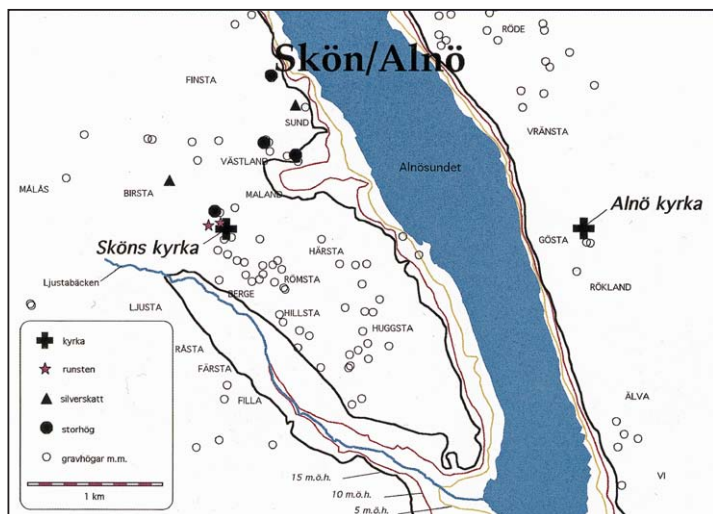 Skön/Alnö
RÖDE
FINSTA
SUND
VRÄNSTA
VÄSTLAND
Alnösundet
MÅLÅS
BIRSTA
MALAND
Alnö kyrka
Sköns kyrka
GÖSTA
HÄRSTA
Ljustabäcken
RÖMSTA
RÖKLAND
BERGE
LJUSTA
HILLSTA
HUGGSTA
kyrka
RÅSTA
runsten
FÄRSTA
silverskatt
FILLA
ÄLVA
storhög
gravhögar m.m.
VI
15 m.ö.h.
1 km
10 m.ö.h.
5 m.ö.h.